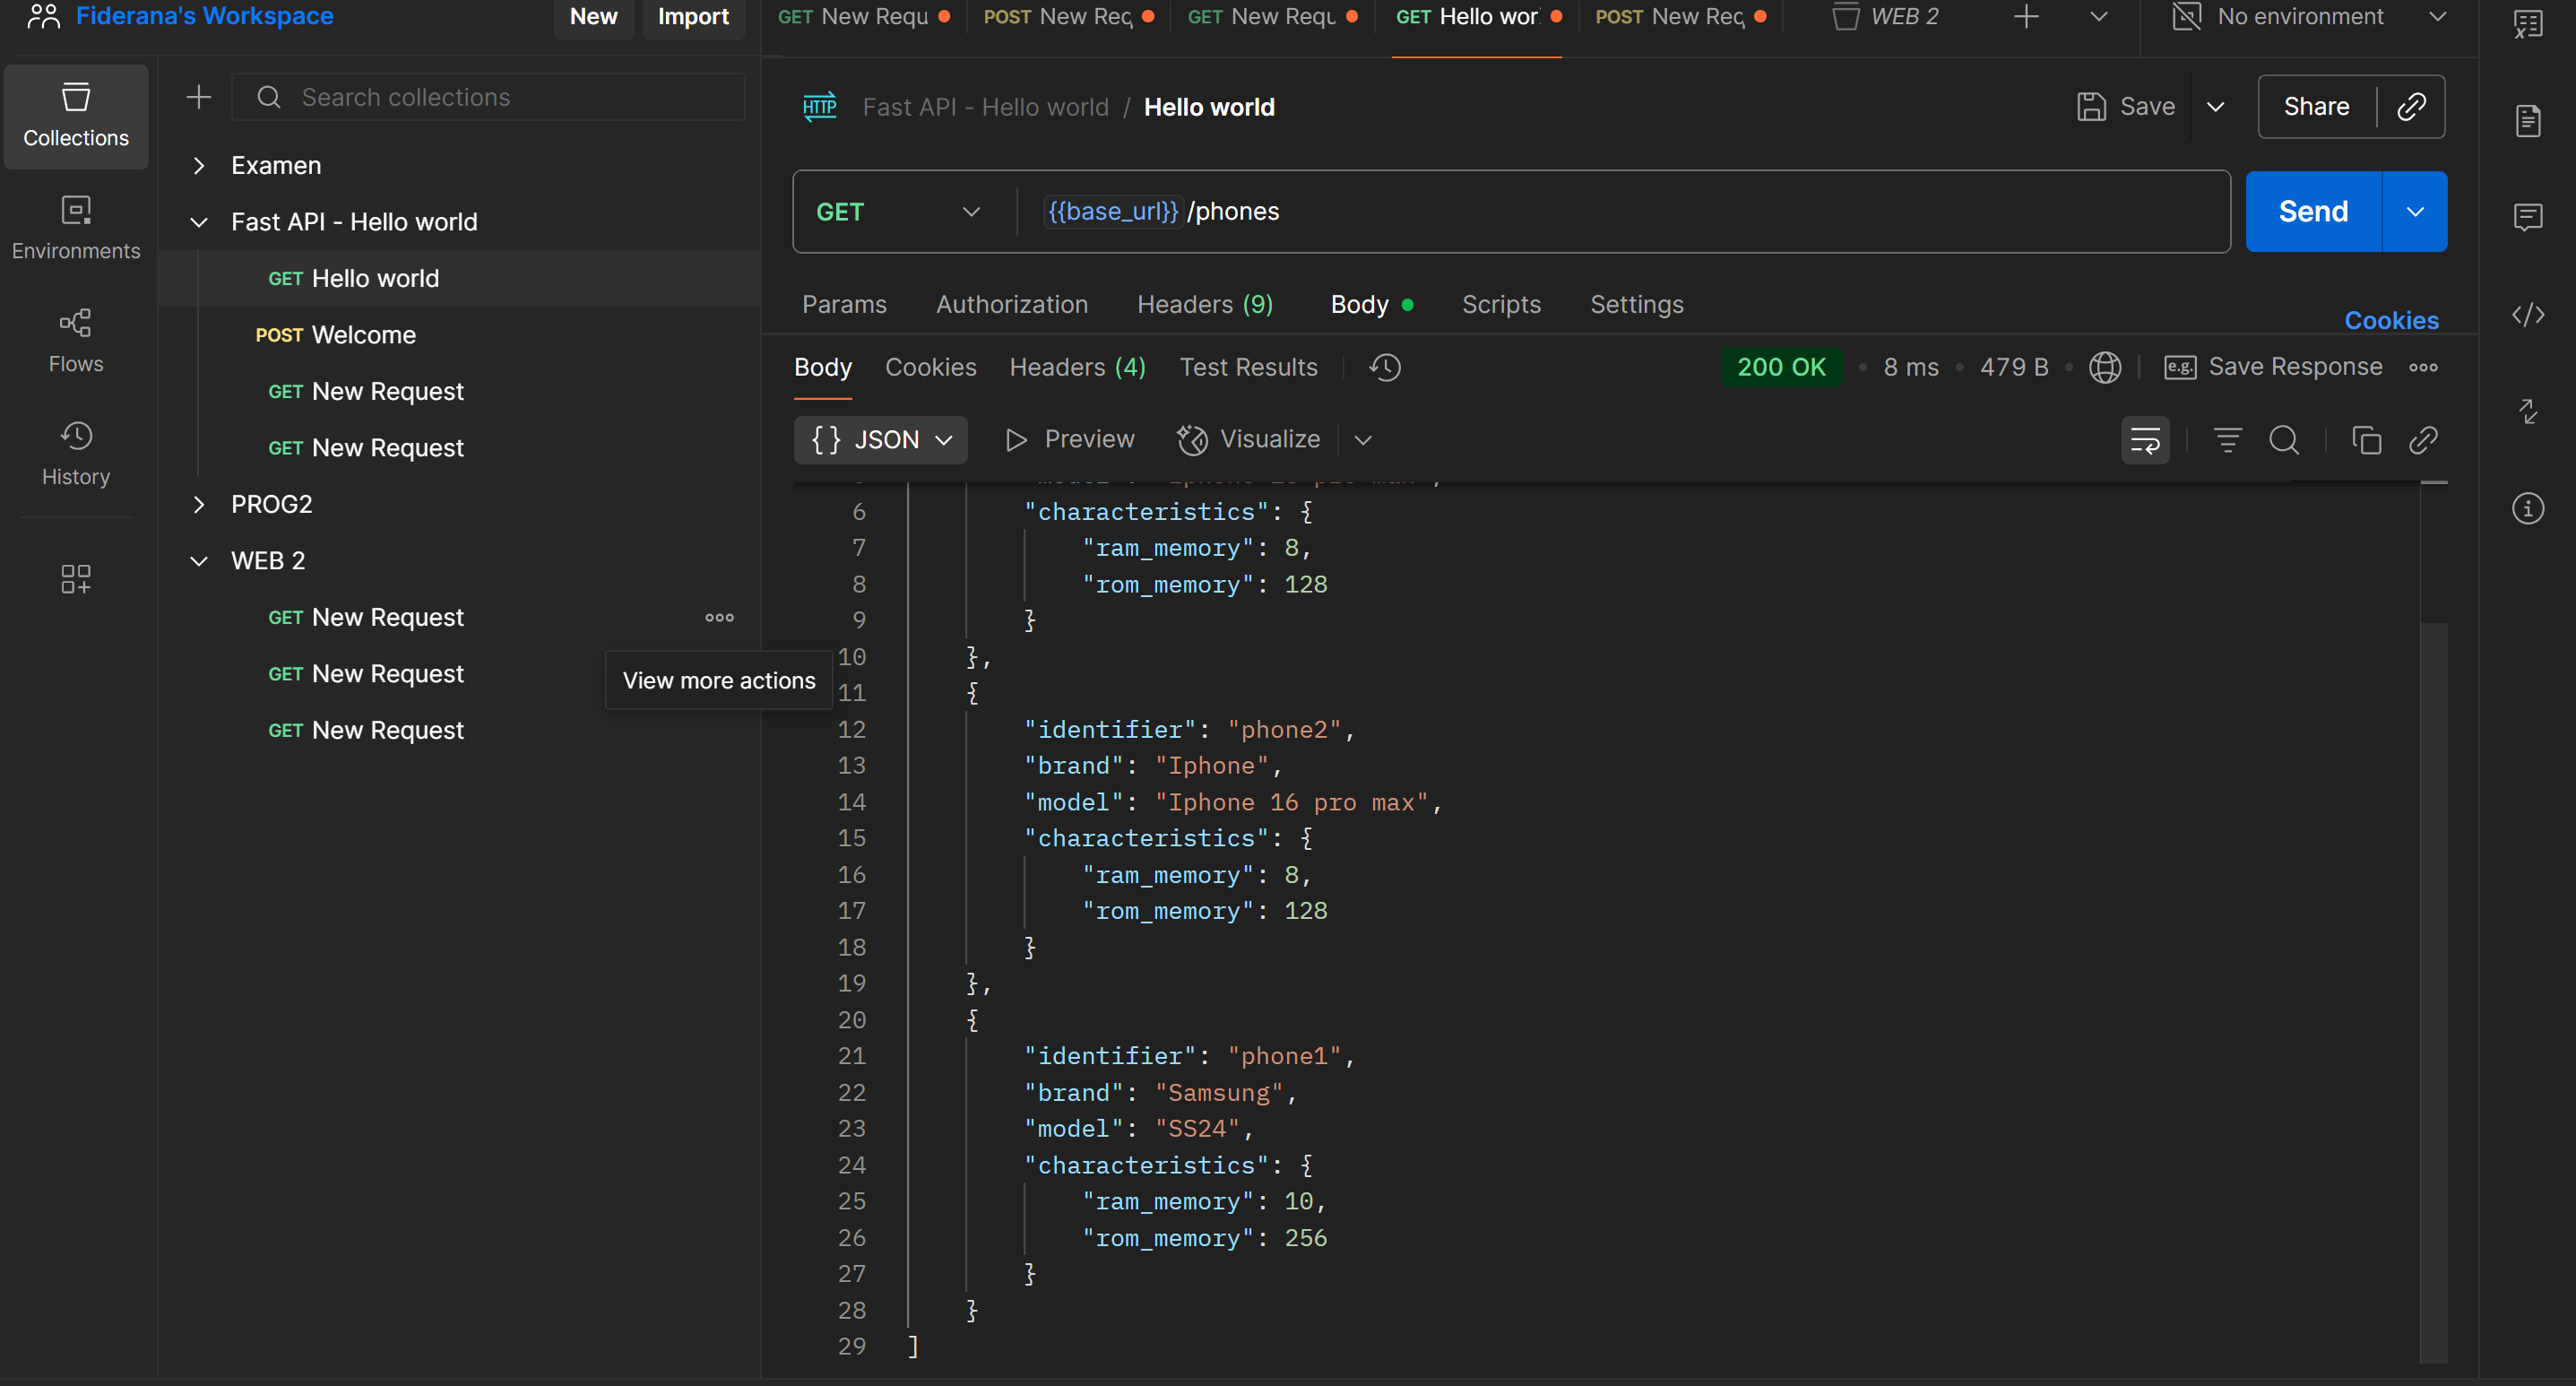 Fiderana's Workspace
New
Import
GET New Requ
POST New Rec
GET New Requ
GET Hello wor
POST New Rec
WEB 2
No environment
Collections
Environments
Flows
History
Search collections
Examen
Fast API - Hello world
GET Hello world
POST Welcome
GET New Request
GET New Request
PROG2
WEB 2
GET New Request
GET New Request
GET New Request
View more actions
HTTP Fast API - Hello world / Hello world
Save
Share
GET
{{base_url}}/phones
Send
Params
Authorization
Headers (9)
Body
Scripts
Settings
Cookies
Body
Cookies
Headers (4)
Test Results
200 OK
8 ms
479 B
e.g. Save Response
{} JSON
Preview
Visualize
6 "characteristics": {
7 "ram_memory": 8,
8 "rom_memory": 128
9 }
10 },
11 {
12 "identifier": "phone2",
13 "brand": "Iphone",
14 "model": "Iphone 16 pro max",
15 "characteristics": {
16 "ram_memory": 8,
17 "rom_memory": 128
18 }
19 },
20 {
21 "identifier": "phone1",
22 "brand": "Samsung",
23 "model": "SS24",
24 "characteristics": {
25 "ram_memory": 10,
26 "rom_memory": 256
27 }
28 }
29 ]